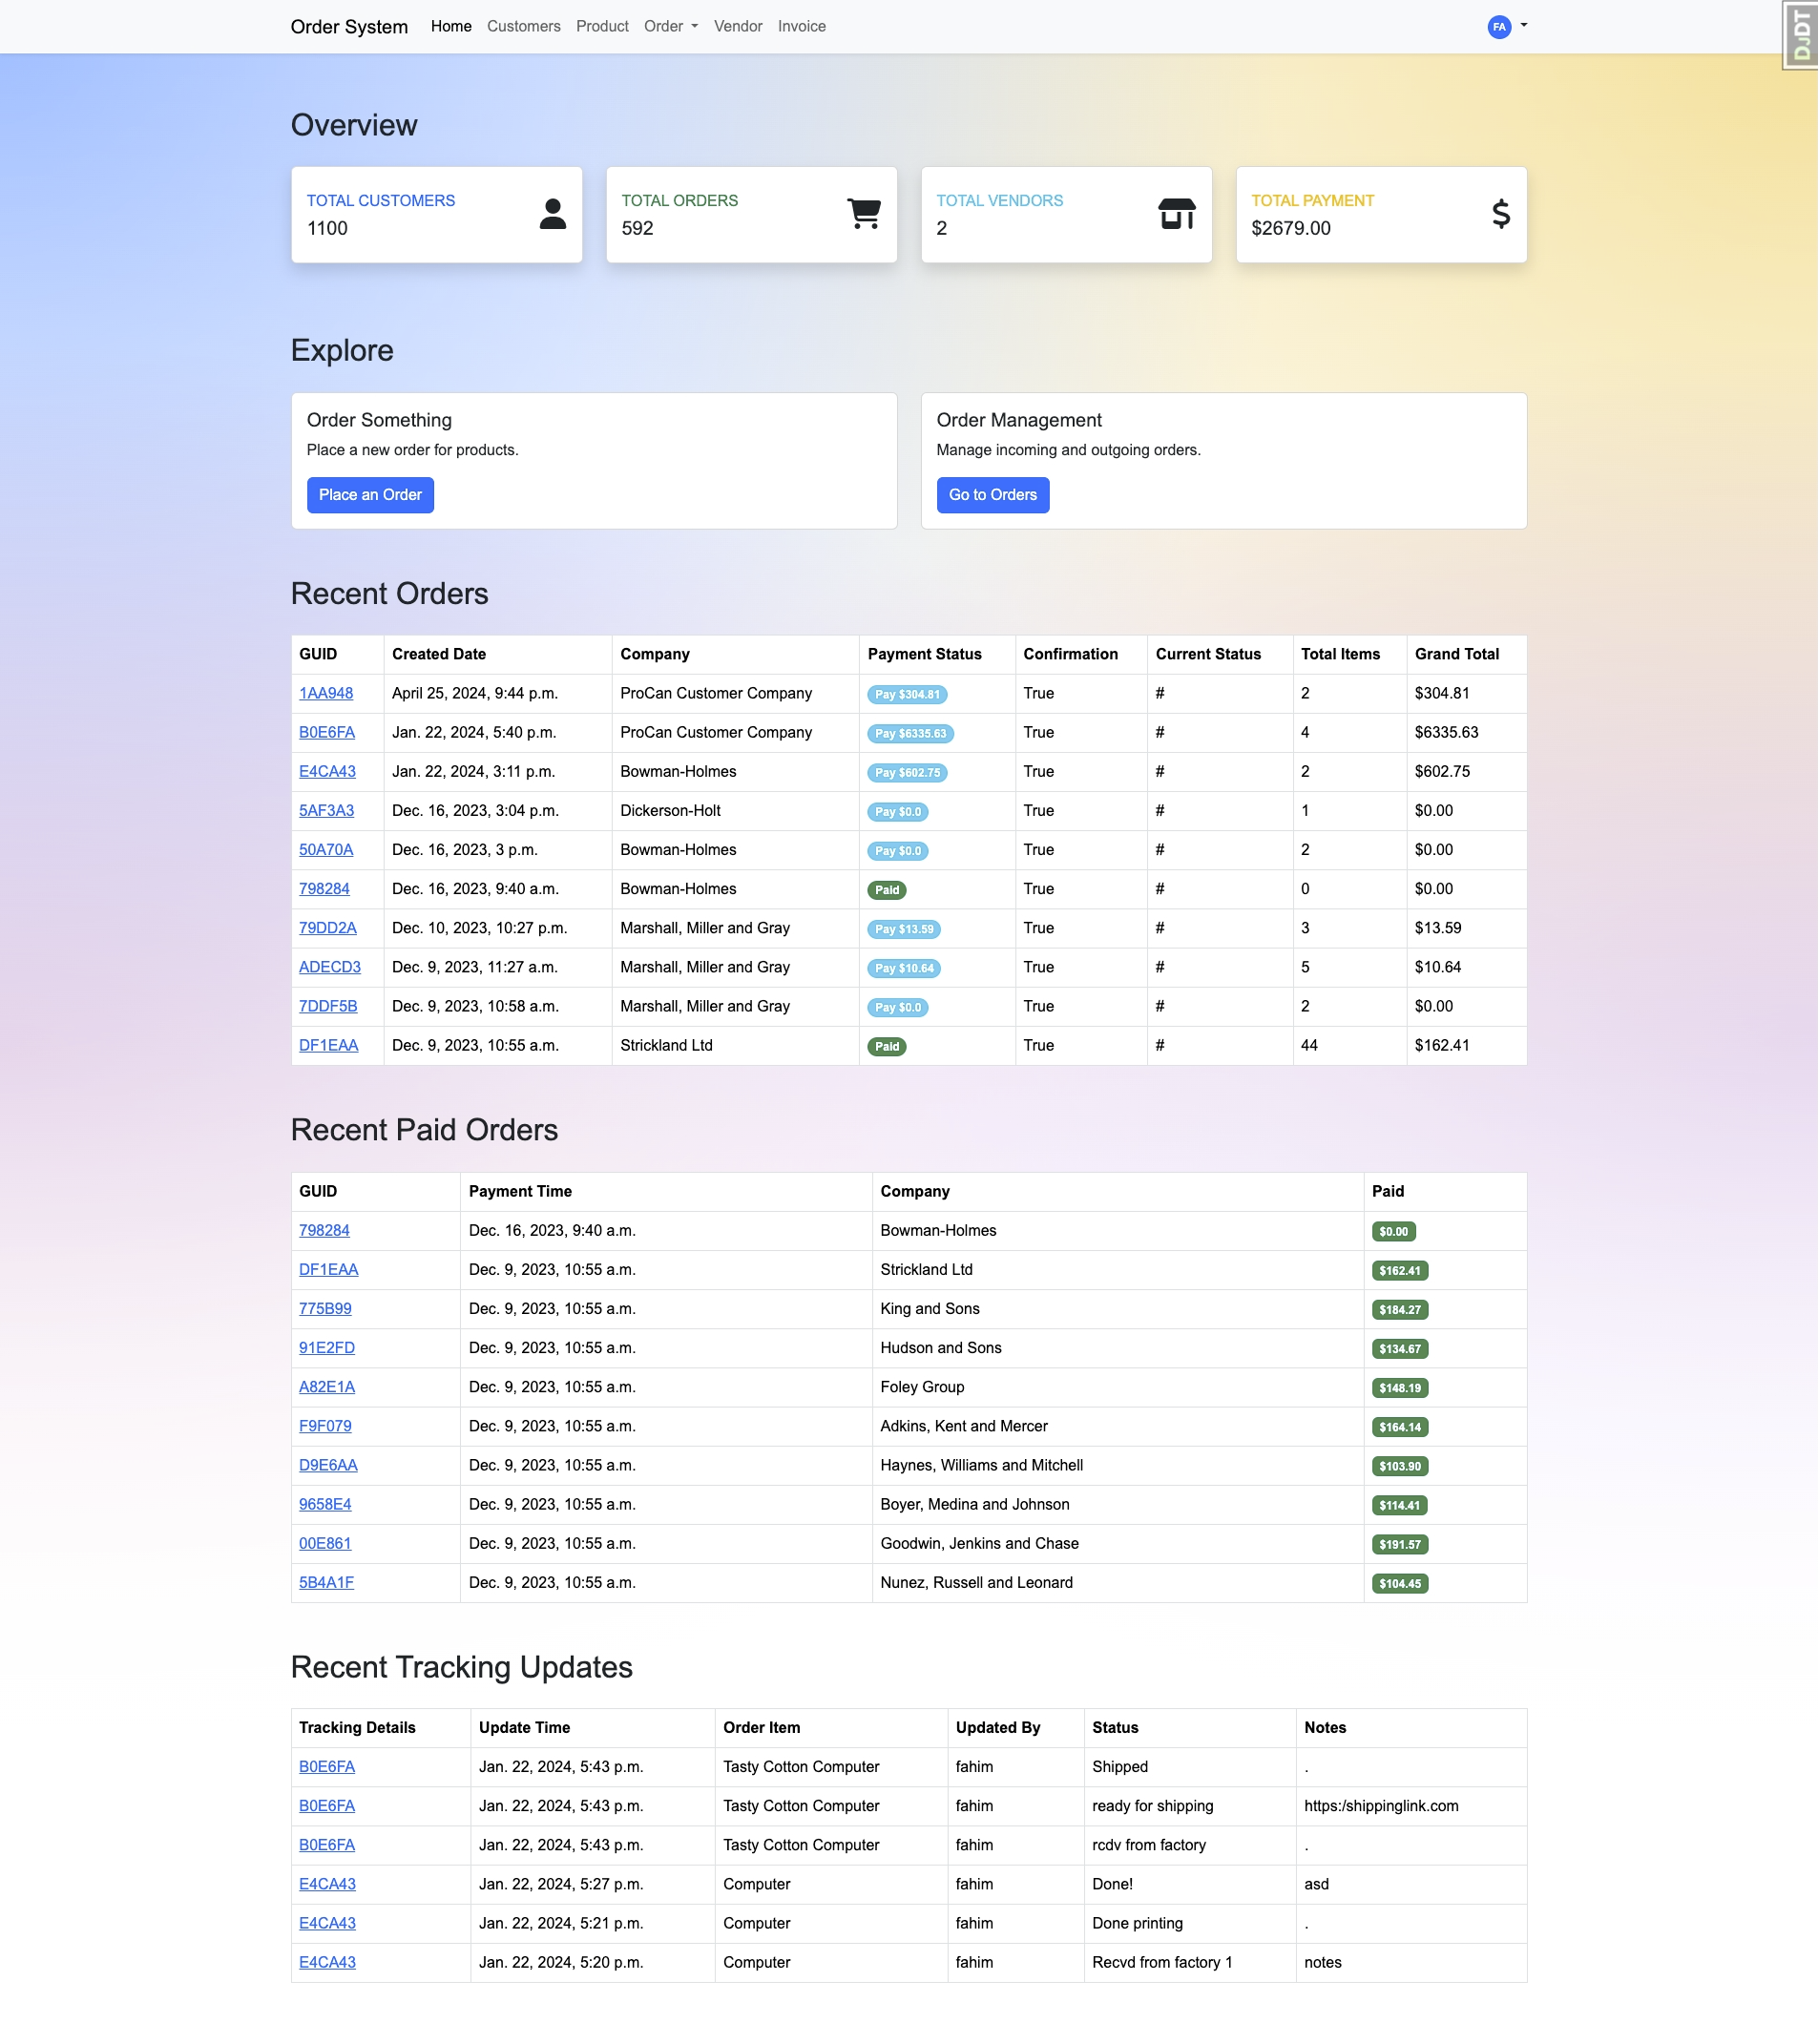 Order System Home Customers Product Order Vendor Invoice FA
DJDT
Overview
TOTAL CUSTOMERS
1100
TOTAL ORDERS
592
TOTAL VENDORS
2
TOTAL PAYMENT
$2679.00
Explore
Order Something
Place a new order for products.
Place an Order
Order Management
Manage incoming and outgoing orders.
Go to Orders
Recent Orders
GUID Created Date Company Payment Status Confirmation Current Status Total Items Grand Total
1AA948 April 25, 2024, 9:44 p.m. ProCan Customer Company Pay $304.81 True # 2 $304.81
B0E6FA Jan. 22, 2024, 5:40 p.m. ProCan Customer Company Pay $6335.63 True # 4 $6335.63
E4CA43 Jan. 22, 2024, 3:11 p.m. Bowman-Holmes Pay $602.75 True # 2 $602.75
5AF3A3 Dec. 16, 2023, 3:04 p.m. Dickerson-Holt Pay $0.0 True # 1 $0.00
50A70A Dec. 16, 2023, 3 p.m. Bowman-Holmes Pay $0.0 True # 2 $0.00
798284 Dec. 16, 2023, 9:40 a.m. Bowman-Holmes Paid True # 0 $0.00
79DD2A Dec. 10, 2023, 10:27 p.m. Marshall, Miller and Gray Pay $13.59 True # 3 $13.59
ADECD3 Dec. 9, 2023, 11:27 a.m. Marshall, Miller and Gray Pay $10.64 True # 5 $10.64
7DDF5B Dec. 9, 2023, 10:58 a.m. Marshall, Miller and Gray Pay $0.0 True # 2 $0.00
DF1EAA Dec. 9, 2023, 10:55 a.m. Strickland Ltd Paid True # 44 $162.41
Recent Paid Orders
GUID Payment Time Company Paid
798284 Dec. 16, 2023, 9:40 a.m. Bowman-Holmes $0.00
DF1EAA Dec. 9, 2023, 10:55 a.m. Strickland Ltd $162.41
775B99 Dec. 9, 2023, 10:55 a.m. King and Sons $184.27
91E2FD Dec. 9, 2023, 10:55 a.m. Hudson and Sons $134.67
A82E1A Dec. 9, 2023, 10:55 a.m. Foley Group $148.19
F9F079 Dec. 9, 2023, 10:55 a.m. Adkins, Kent and Mercer $164.14
D9E6AA Dec. 9, 2023, 10:55 a.m. Haynes, Williams and Mitchell $103.90
9658E4 Dec. 9, 2023, 10:55 a.m. Boyer, Medina and Johnson $114.41
00E861 Dec. 9, 2023, 10:55 a.m. Goodwin, Jenkins and Chase $191.57
5B4A1F Dec. 9, 2023, 10:55 a.m. Nunez, Russell and Leonard $104.45
Recent Tracking Updates
Tracking Details Update Time Order Item Updated By Status Notes
B0E6FA Jan. 22, 2024, 5:43 p.m. Tasty Cotton Computer fahim Shipped .
B0E6FA Jan. 22, 2024, 5:43 p.m. Tasty Cotton Computer fahim ready for shipping https:/shippinglink.com
B0E6FA Jan. 22, 2024, 5:43 p.m. Tasty Cotton Computer fahim rcdv from factory .
E4CA43 Jan. 22, 2024, 5:27 p.m. Computer fahim Done! asd
E4CA43 Jan. 22, 2024, 5:21 p.m. Computer fahim Done printing .
E4CA43 Jan. 22, 2024, 5:20 p.m. Computer fahim Recvd from factory 1 notes